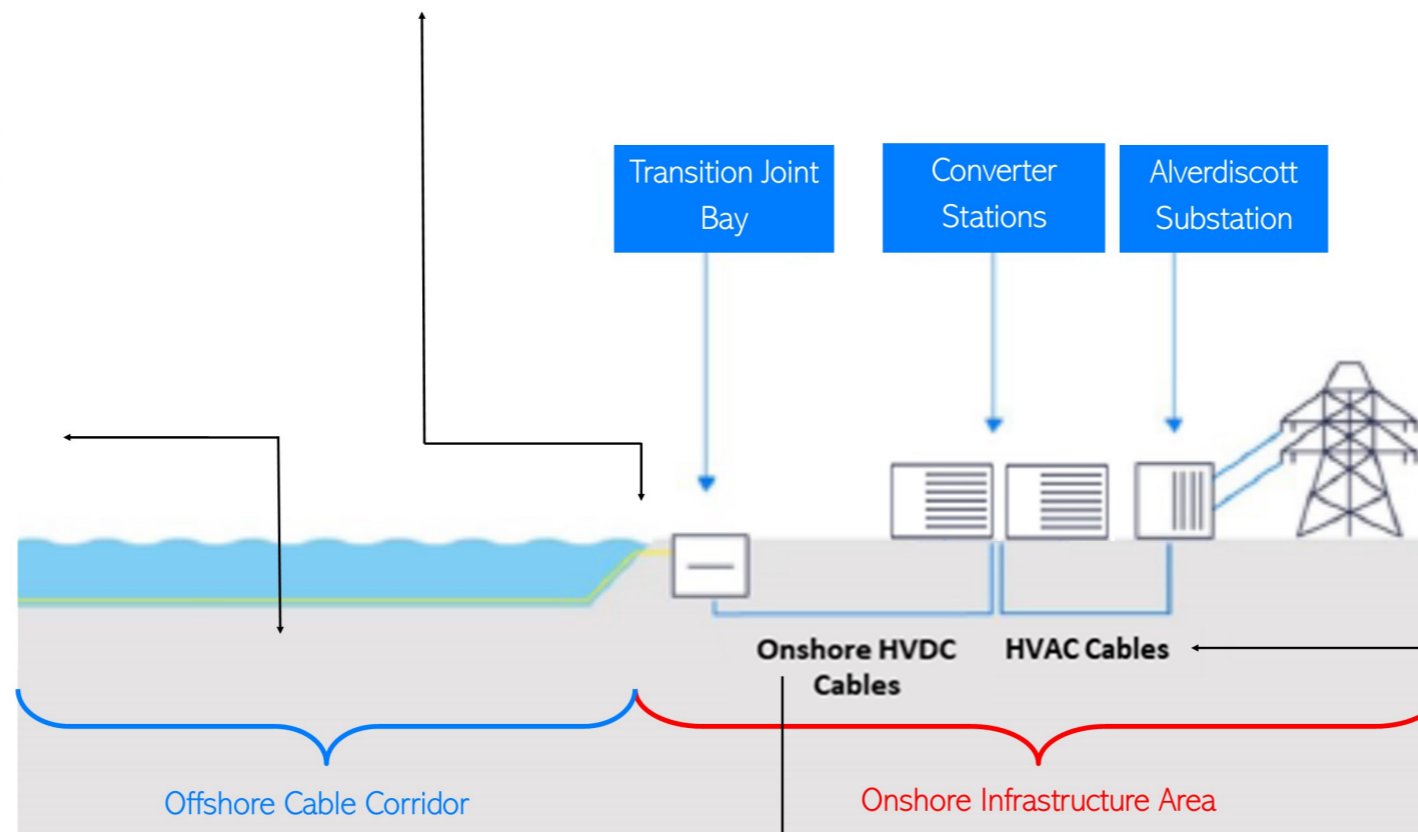 Transition Joint
Bay
Converter
Stations
Alverdiscott
Substation
Onshore HVDC
Cables
HVAC Cables
Offshore Cable Corridor
Onshore Infrastructure Area